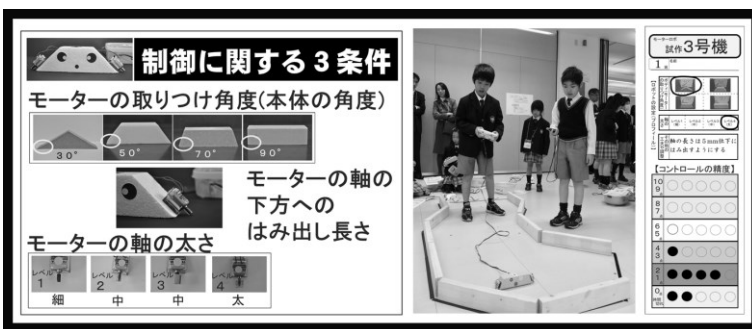 制御に関する3条件
モーターの取りつけ角度(本体の角度)
30° 50° 70° 90°
モーターの軸の
下方への
はみ出し長さ
モーターの軸の太さ
レベル1 レベル2 レベル3 レベル4
細 中 中 太
試作3号機
1
軸の長さは5mm以下に
はみ出すようにする
【コントロールの精度】
10
9
8
7
6
5
4
3
2
1
0